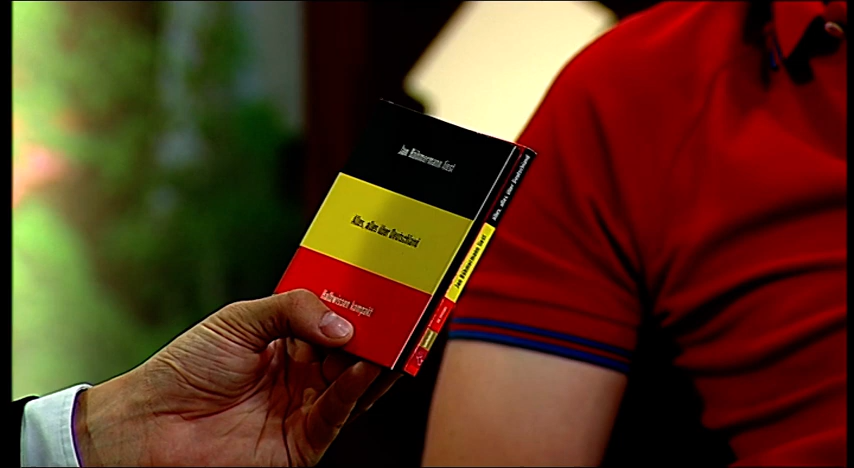 Jan Böhmermann liest
Alles, alles über Deutschland
Halbwissen kompakt
Alles, alles über Deutschland
Jan Böhmermann liest